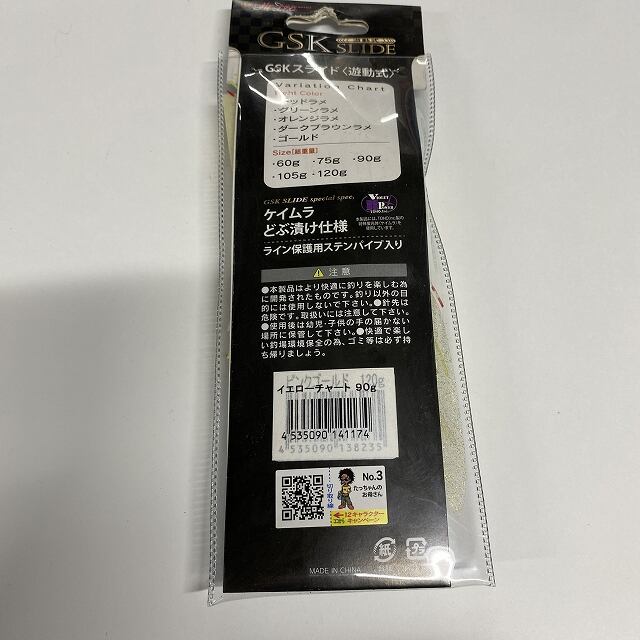 GSK SLIDE
GSKスライド〈遊動式〉
Variation Chart
・グリーンラメ
・オレンジラメ
・ダークブラウンラメ
・ゴールド
Size[総重量]
・60g ・75g ・90g
・105g ・120g
GSK SLIDE special spec.
VIOLET POWER
ケイムラ
どぶ漬け仕様
ライン保護用ステンパイプ入り
注意
●本製品はより快適に釣りを楽しむ為
に開発されたものです。釣り以外の目
的には使用しないで下さい。●針先は
危険です。取扱いには注意して下さい。
●使用後は幼児・子供の手の届かない
場所に保管して下さい。●快適で楽し
い釣場環境保全の為、ゴミ等は必ず持
ち帰りましょう。
ピンクゴールド 120g
イエローチャート 90g
4 535090 141174
4 535090 138235
切り取り線
No.3
たっちゃんの
お母さん
12キャラクター
キャンペーン
紙
プラ
MADE IN CHINA